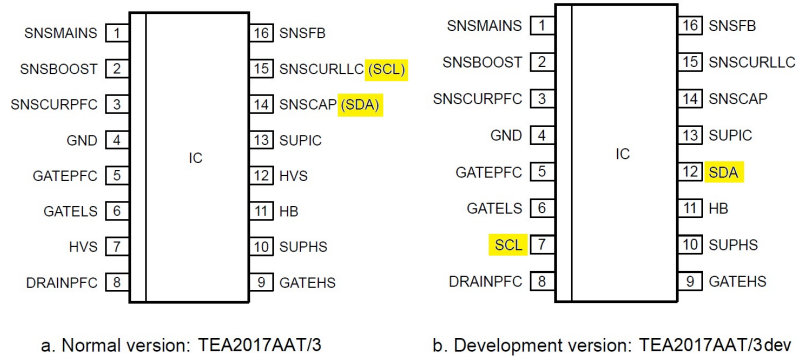 SNSMAINS 1 16 SNSFB
SNSBOOST 2 15 SNSCURLLC (SCL)
SNSCURPFC 3 14 SNSCAP (SDA)
GND 4 13 SUPIC
IC
GATEPFC 5 12 HVS
GATELS 6 11 HB
HVS 7 10 SUPHS
DRAINPFC 8 9 GATEHS
a. Normal version: TEA2017AAT/3
SNSMAINS 1 16 SNSFB
SNSBOOST 2 15 SNSCURLLC
SNSCURPFC 3 14 SNSCAP
GND 4 13 SUPIC
IC
GATEPFC 5 12 SDA
GATELS 6 11 HB
SCL 7 10 SUPHS
DRAINPFC 8 9 GATEHS
b. Development version: TEA2017AAT/3dev